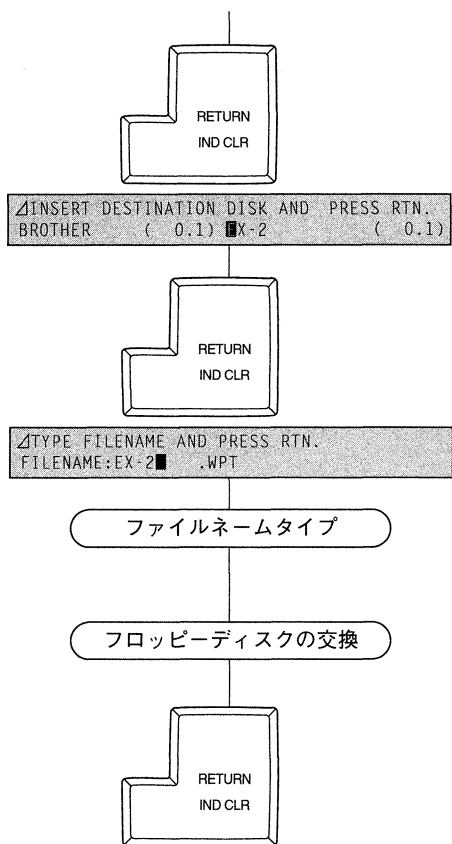 RETURN
IND CLR
⊿INSERT DESTINATION DISK AND PRESS RTN.
BROTHER ( 0.1) EX-2 ( 0.1)
RETURN
IND CLR
⊿TYPE FILENAME AND PRESS RTN.
FILENAME:EX-2■ .WPT
ファイルネームタイプ
フロッピーディスクの交換
RETURN
IND CLR